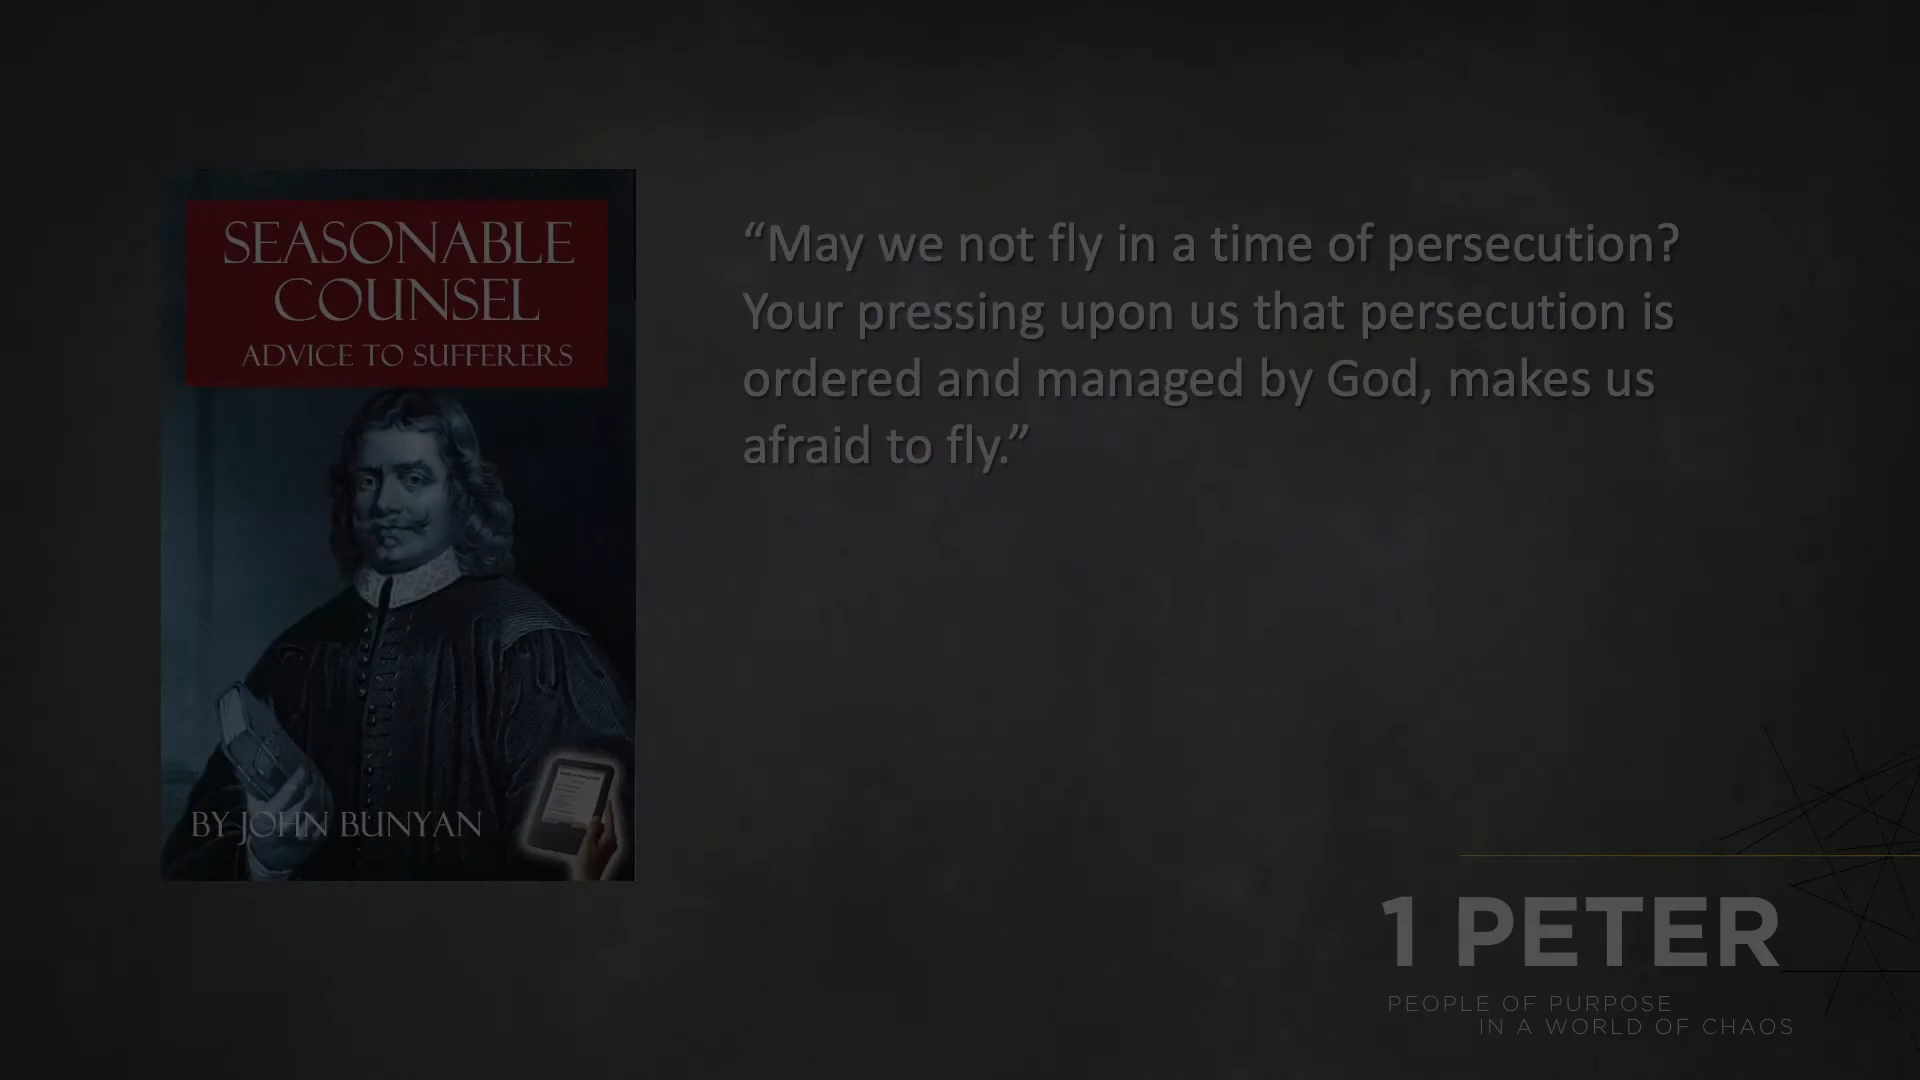 SEASONABLE
COUNSEL
ADVICE TO SUFFERERS
BY JOHN BUNYAN
“May we not fly in a time of persecution?
Your pressing upon us that persecution is
ordered and managed by God, makes us
afraid to fly.”
1 PETER
PEOPLE OF PURPOSE
IN A WORLD OF CHAOS